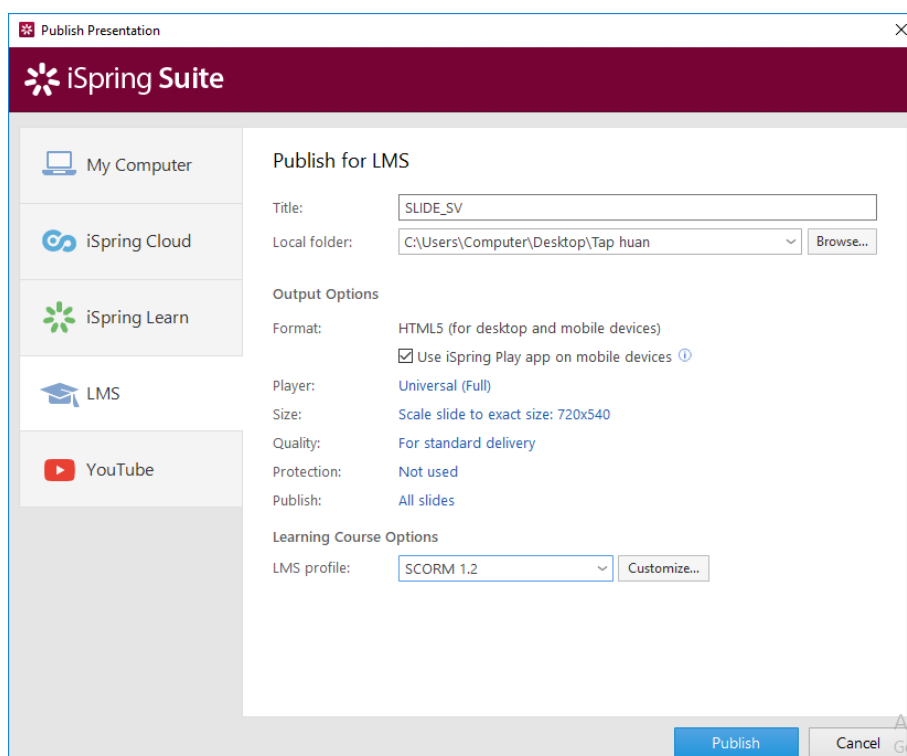 Publish Presentation
iSpring Suite
My Computer
iSpring Cloud
iSpring Learn
LMS
YouTube
Publish for LMS
Title: SLIDE_SV
Local folder: C:\Users\Computer\Desktop\Tap huan Browse...
Output Options
Format: HTML5 (for desktop and mobile devices)
Use iSpring Play app on mobile devices
Player: Universal (Full)
Size: Scale slide to exact size: 720x540
Quality: For standard delivery
Protection: Not used
Publish: All slides
Learning Course Options
LMS profile: SCORM 1.2 Customize...
Publish Cancel